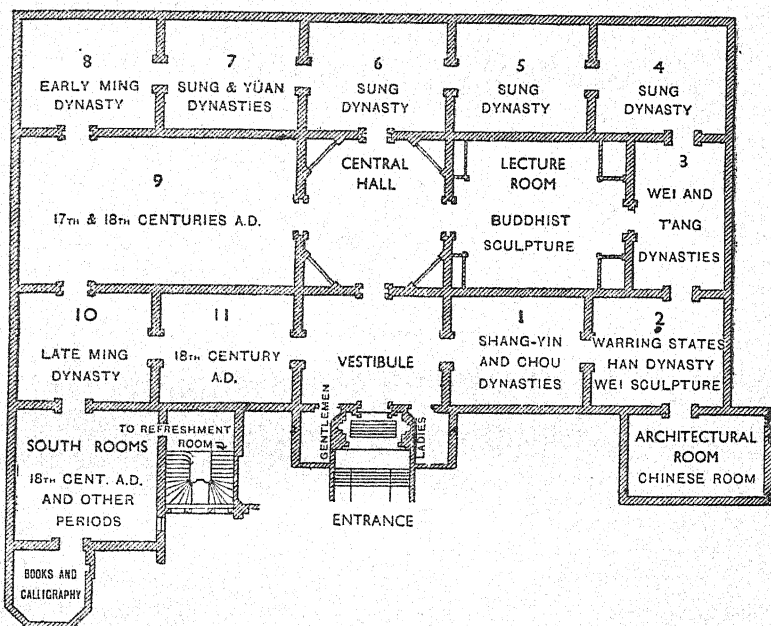 8
EARLY MING
DYNASTY
7
SUNG & YÜAN
DYNASTIES
6
SUNG
DYNASTY
5
SUNG
DYNASTY
4
SUNG
DYNASTY
9
17TH & 18TH CENTURIES A.D.
CENTRAL
HALL
LECTURE
ROOM
BUDDHIST
SCULPTURE
3
WEI AND
T'ANG
DYNASTIES
10
LATE MING
DYNASTY
11
18TH CENTURY
A.D.
VESTIBULE
1
SHANG-YIN
AND CHOU
DYNASTIES
2
WARRING STATES
HAN DYNASTY
WEI SCULPTURE
SOUTH ROOMS
18TH CENT. A.D.
AND OTHER
PERIODS
TO REFRESHMENT
ROOM
GENTLEMEN
LADIES
ENTRANCE
ARCHITECTURAL
ROOM
CHINESE ROOM
BOOKS AND
CALLIGRAPHY